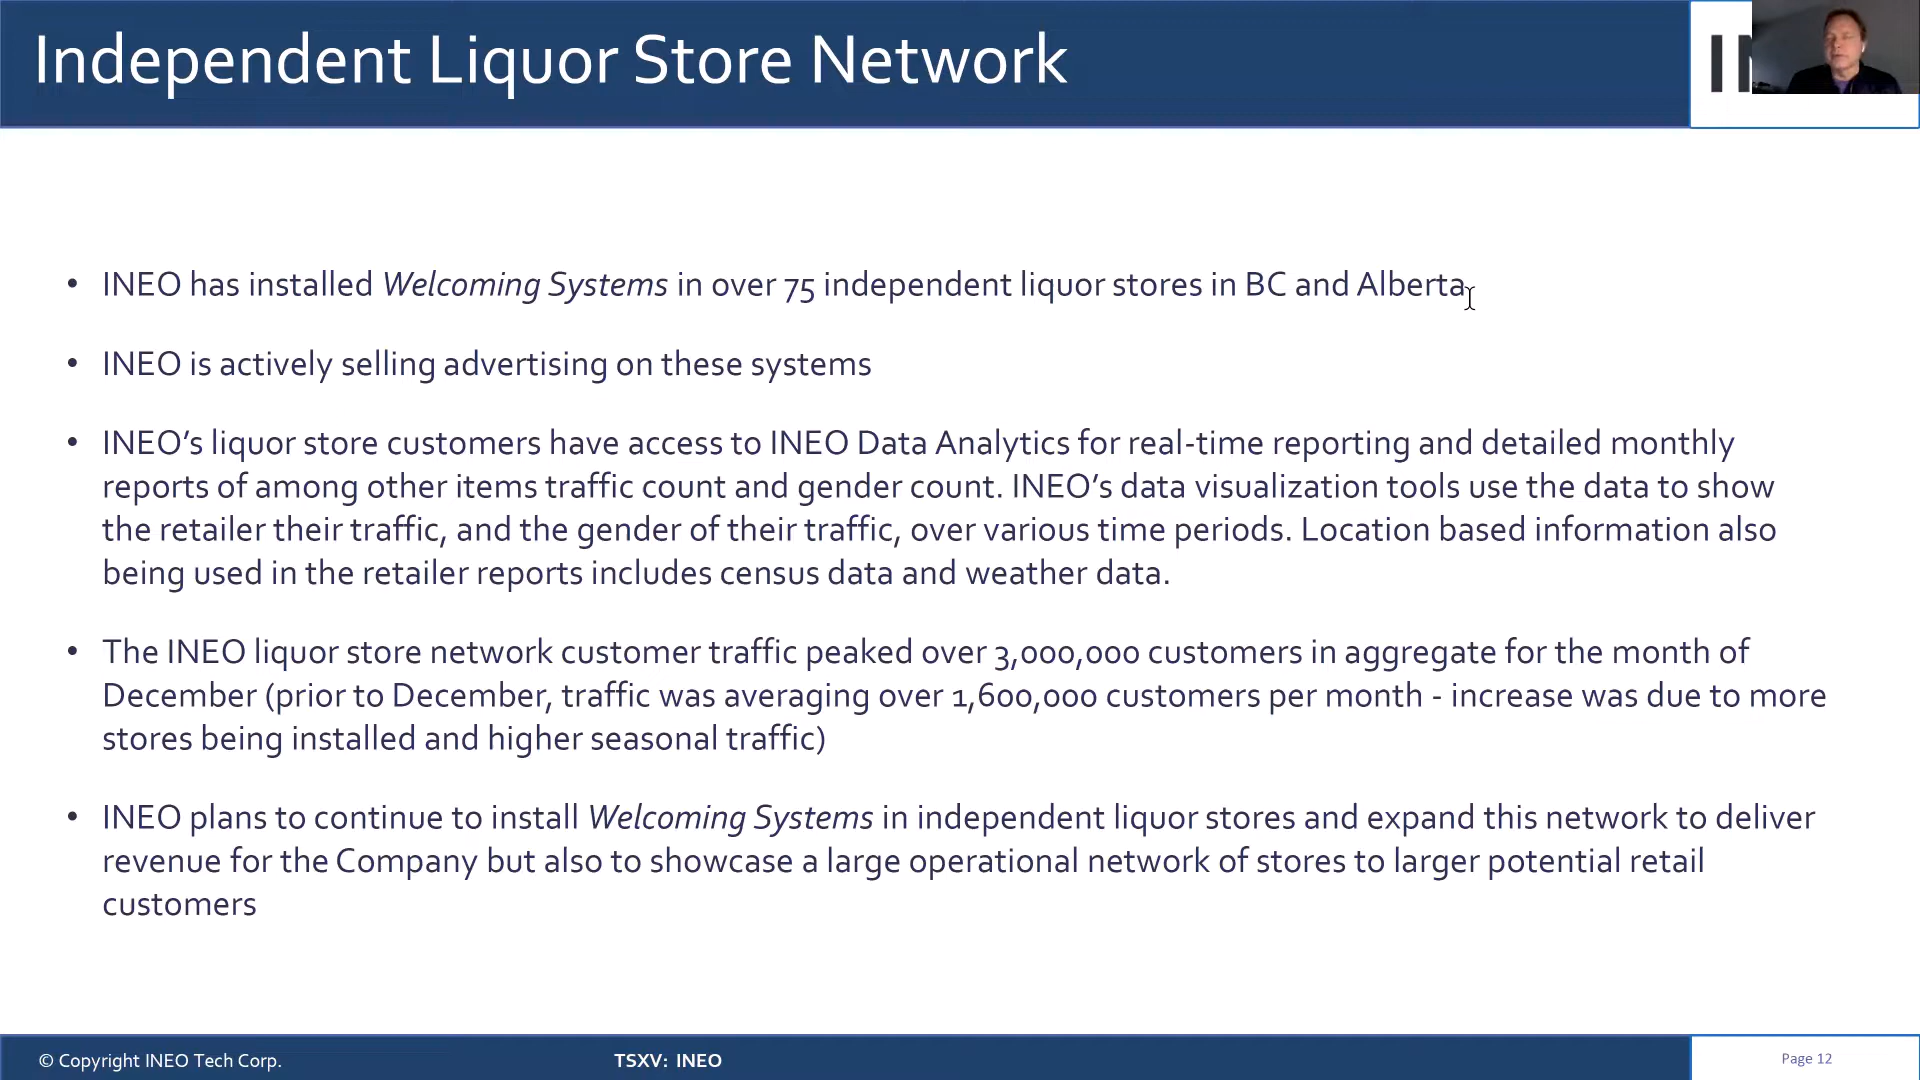 Independent Liquor Store Network
• INEO has installed Welcoming Systems in over 75 independent liquor stores in BC and Alberta
• INEO is actively selling advertising on these systems
• INEO’s liquor store customers have access to INEO Data Analytics for real-time reporting and detailed monthly
reports of among other items traffic count and gender count. INEO’s data visualization tools use the data to show
the retailer their traffic, and the gender of their traffic, over various time periods. Location based information also
being used in the retailer reports includes census data and weather data.
• The INEO liquor store network customer traffic peaked over 3,000,000 customers in aggregate for the month of
December (prior to December, traffic was averaging over 1,600,000 customers per month - increase was due to more
stores being installed and higher seasonal traffic)
• INEO plans to continue to install Welcoming Systems in independent liquor stores and expand this network to deliver
revenue for the Company but also to showcase a large operational network of stores to larger potential retail
customers
© Copyright INEO Tech Corp.
TSXV: INEO
Page 12